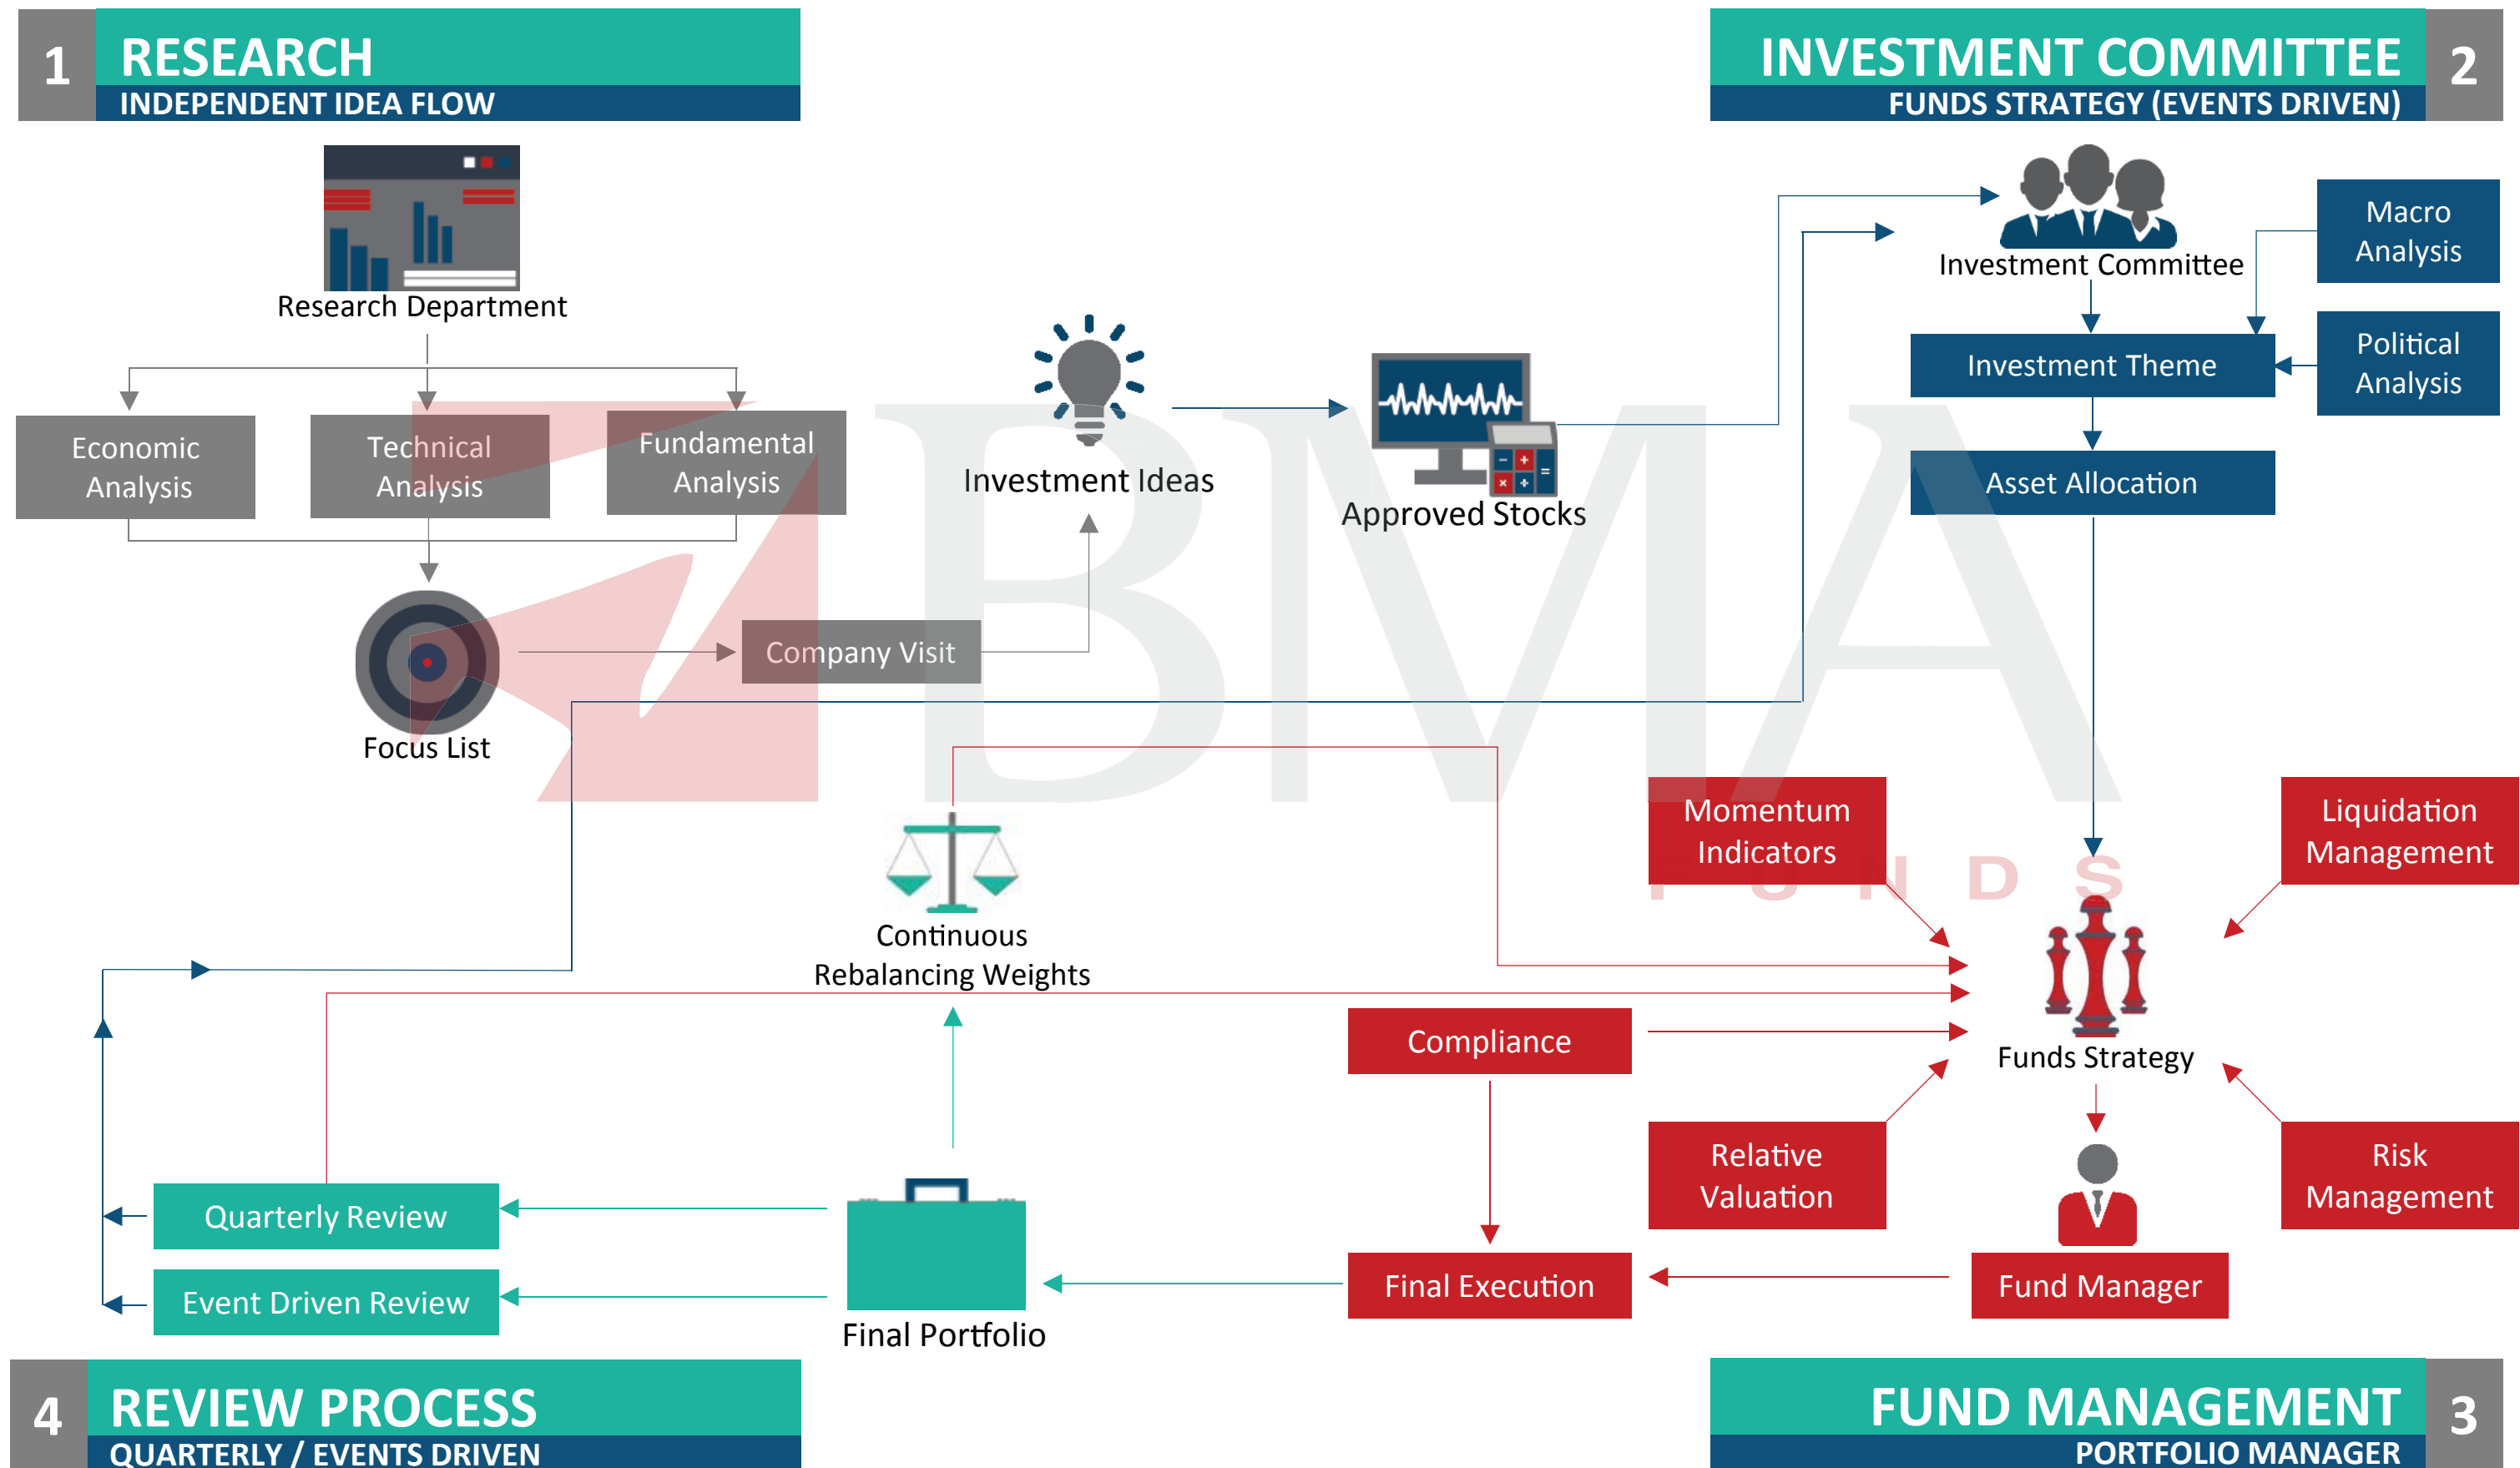 1
RESEARCH
INDEPENDENT IDEA FLOW
INVESTMENT COMMITTEE
2
FUNDS STRATEGY (EVENTS DRIVEN)
Research Department
Economic
Analysis
Technical
Analysis
Fundamental
Analysis
Focus List
Company Visit
Investment Ideas
Approved Stocks
Investment Committee
Macro
Analysis
Investment Theme
Political
Analysis
Asset Allocation
BMA
FUNDS
Momentum
Indicators
Liquidation
Management
Continuous
Rebalancing Weights
Compliance
Funds Strategy
Relative
Valuation
Risk
Management
Quarterly Review
Event Driven Review
Final Portfolio
Final Execution
Fund Manager
4
REVIEW PROCESS
QUARTERLY / EVENTS DRIVEN
FUND MANAGEMENT
3
PORTFOLIO MANAGER